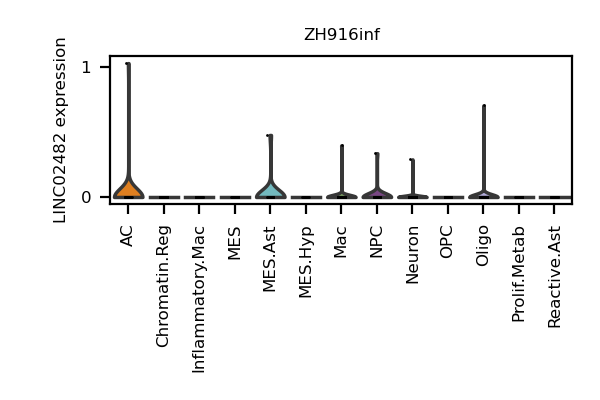 ZH916inf
LINC02482 expression
1
0
AC
Chromatin.Reg
Inflammatory.Mac
MES
MES.Ast
MES.Hyp
Mac
NPC
Neuron
OPC
Oligo
Prolif.Metab
Reactive.Ast